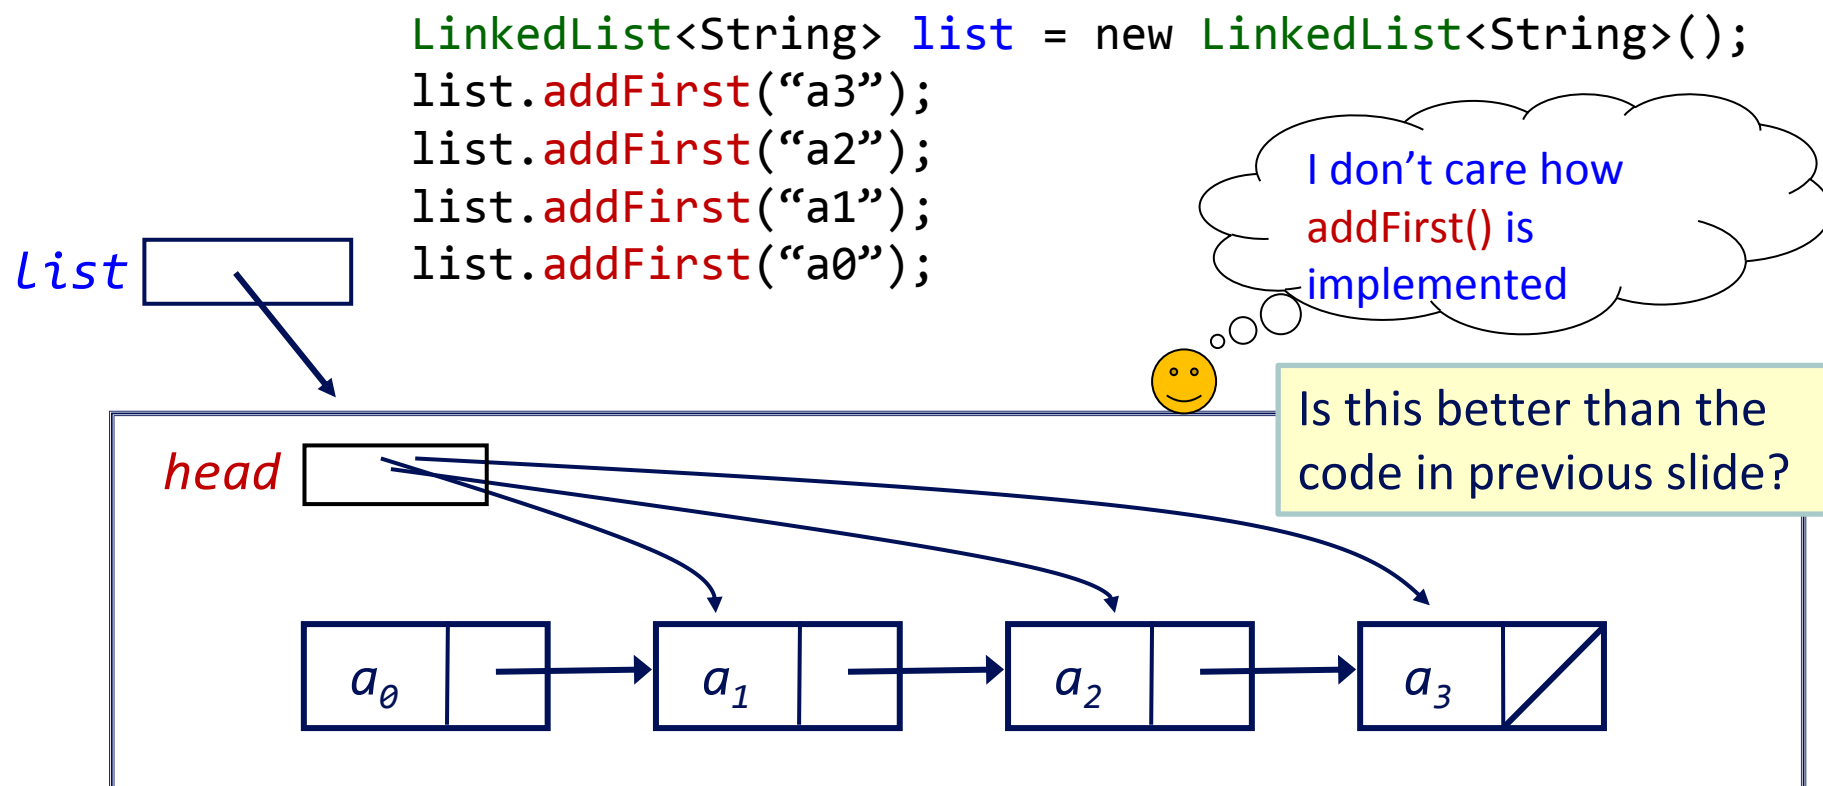 LinkedList<String> list = new LinkedList<String>();
list.addFirst(“a3”);
list.addFirst(“a2”);
list.addFirst(“a1”);
list.addFirst(“a0”);
I don’t care how
addFirst() is
implemented
list
Is this better than the
code in previous slide?
head
a0 a1 a2 a3